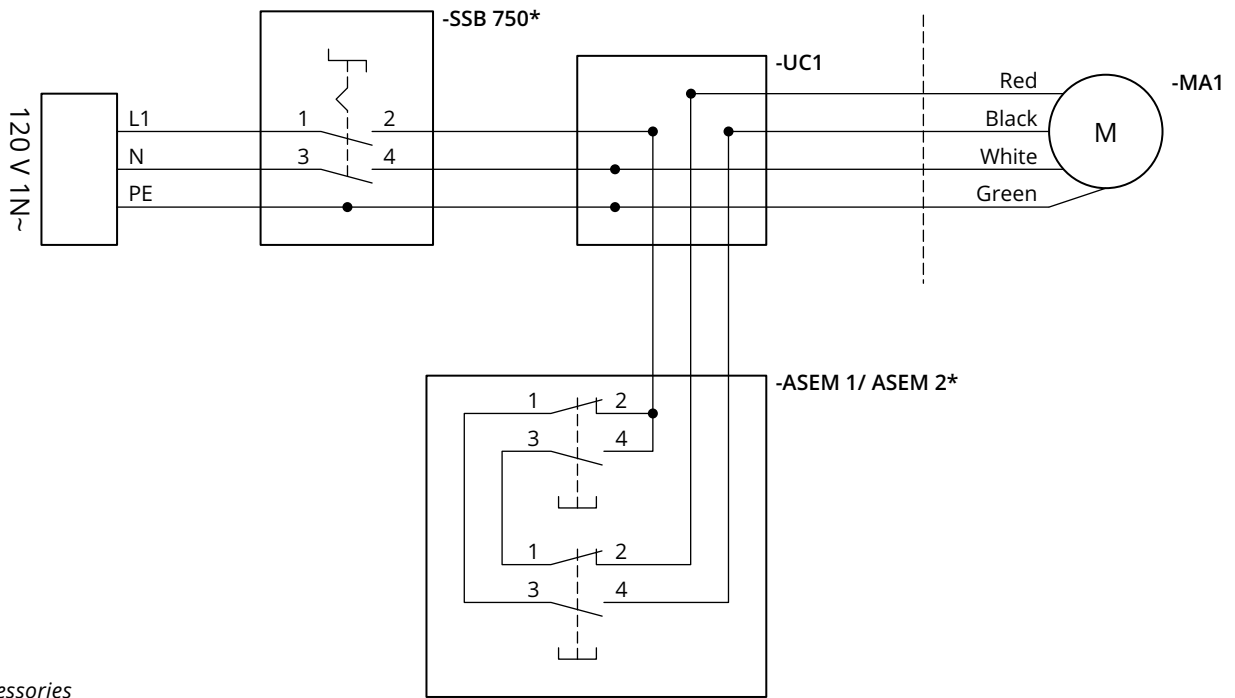 -SSB 750*
-UC1
-MA1
120 V 1N~
L1
N
PE
1 2
3 4
Red
Black
White
Green
M
-ASEM 1/ ASEM 2*
1 2
3 4
1 2
3 4